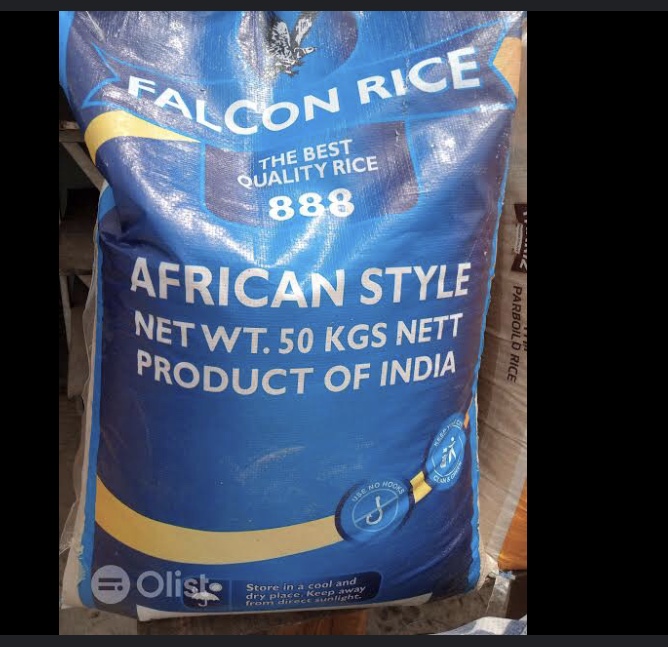 FALCON RICE
THE BEST
QUALITY RICE
888
AFRICAN STYLE
NET WT. 50 KGS NETT
PRODUCT OF INDIA
PARBOILD RICE
USE NO HOOKS
Olist
Store in a cool and
dry place. Keep away
from direct sunlight.